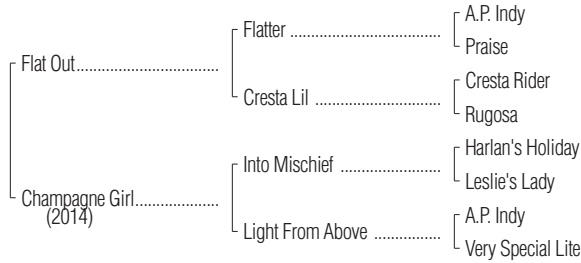 A.P. Indy
Flatter
Praise
Flat Out
Cresta Rider
Cresta Lil
Rugosa
Harlan's Holiday
Into Mischief
Leslie's Lady
Champagne Girl
(2014)
A.P. Indy
Light From Above
Very Special Lite